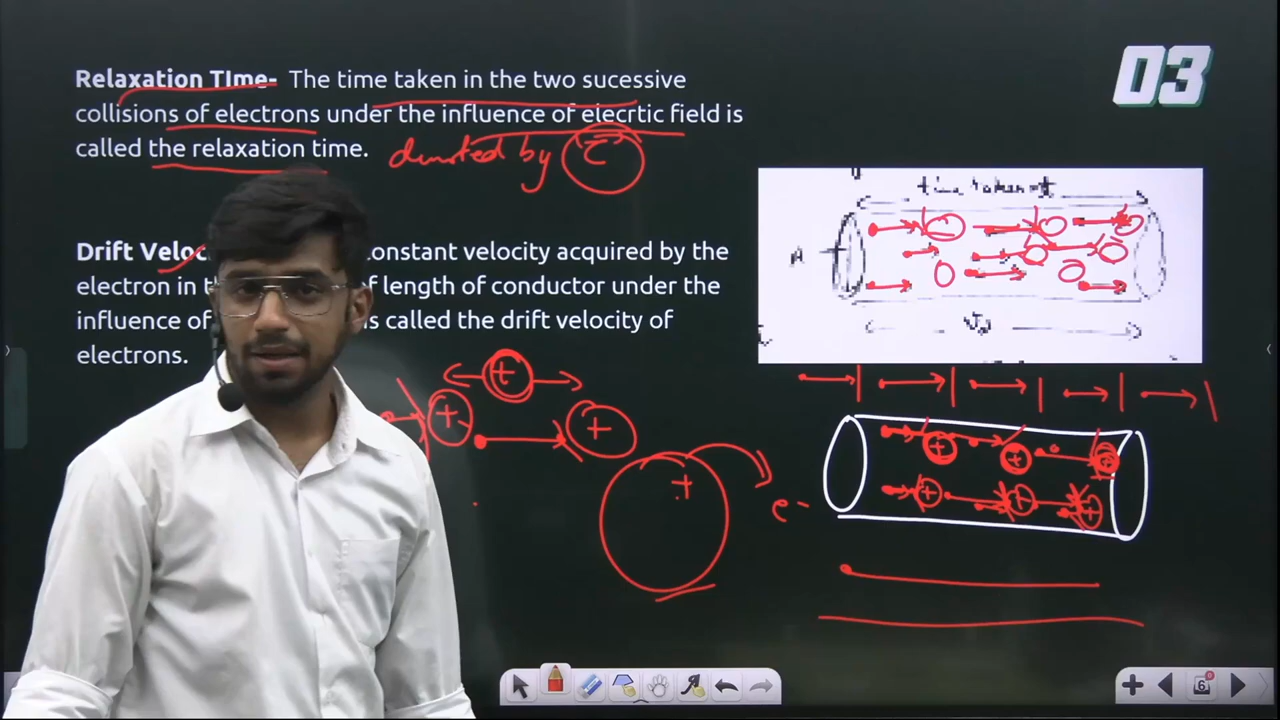 03
Relaxation TIme- The time taken in the two sucessive
collisions of electrons under the influence of elecrtic field is
called the relaxation time. denoted by τ
Drift Veloc constant velocity acquired by the
electron in t f length of conductor under the
influence of is called the drift velocity of
electrons.
time taken
A
+
+
t
+
+
e-
+
+
+
+
+
+
6